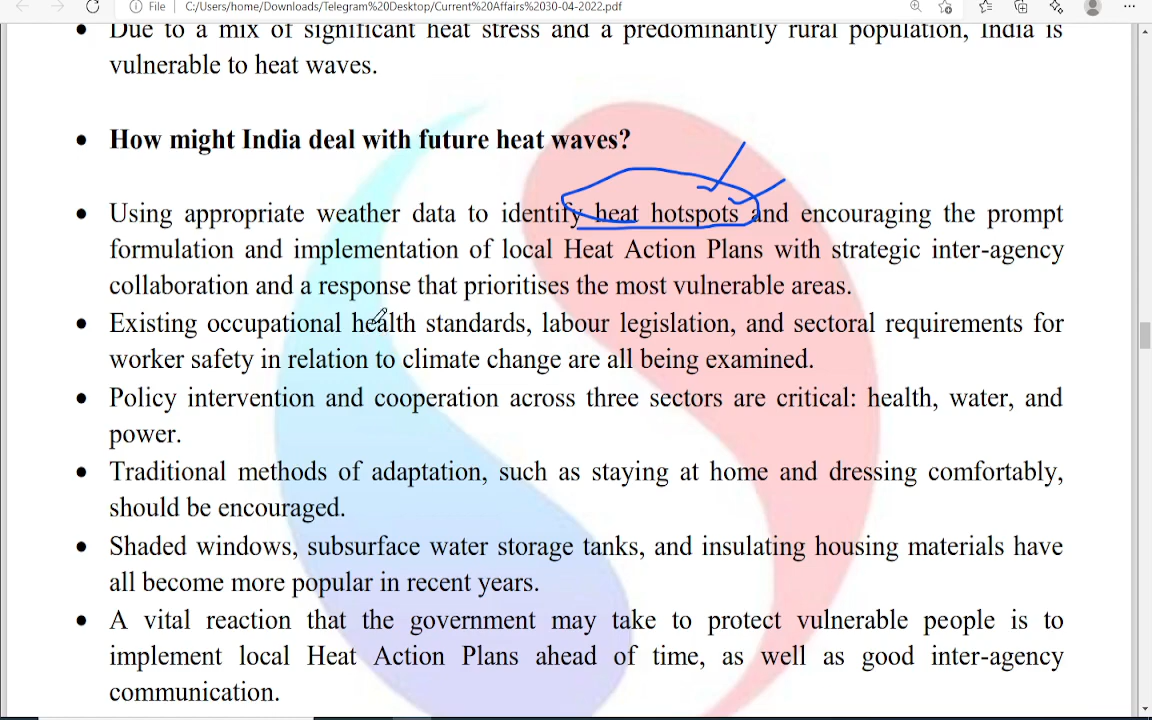 File
C:/Users/home/Downloads/Telegram%20Desktop/Current%20Affairs%2030-04-2022.pdf
• Due to a mix of significant heat stress and a predominantly rural population, India is
vulnerable to heat waves.
• How might India deal with future heat waves?
• Using appropriate weather data to identify heat hotspots and encouraging the prompt
formulation and implementation of local Heat Action Plans with strategic inter-agency
collaboration and a response that prioritises the most vulnerable areas.
• Existing occupational health standards, labour legislation, and sectoral requirements for
worker safety in relation to climate change are all being examined.
• Policy intervention and cooperation across three sectors are critical: health, water, and
power.
• Traditional methods of adaptation, such as staying at home and dressing comfortably,
should be encouraged.
• Shaded windows, subsurface water storage tanks, and insulating housing materials have
all become more popular in recent years.
• A vital reaction that the government may take to protect vulnerable people is to
implement local Heat Action Plans ahead of time, as well as good inter-agency
communication.